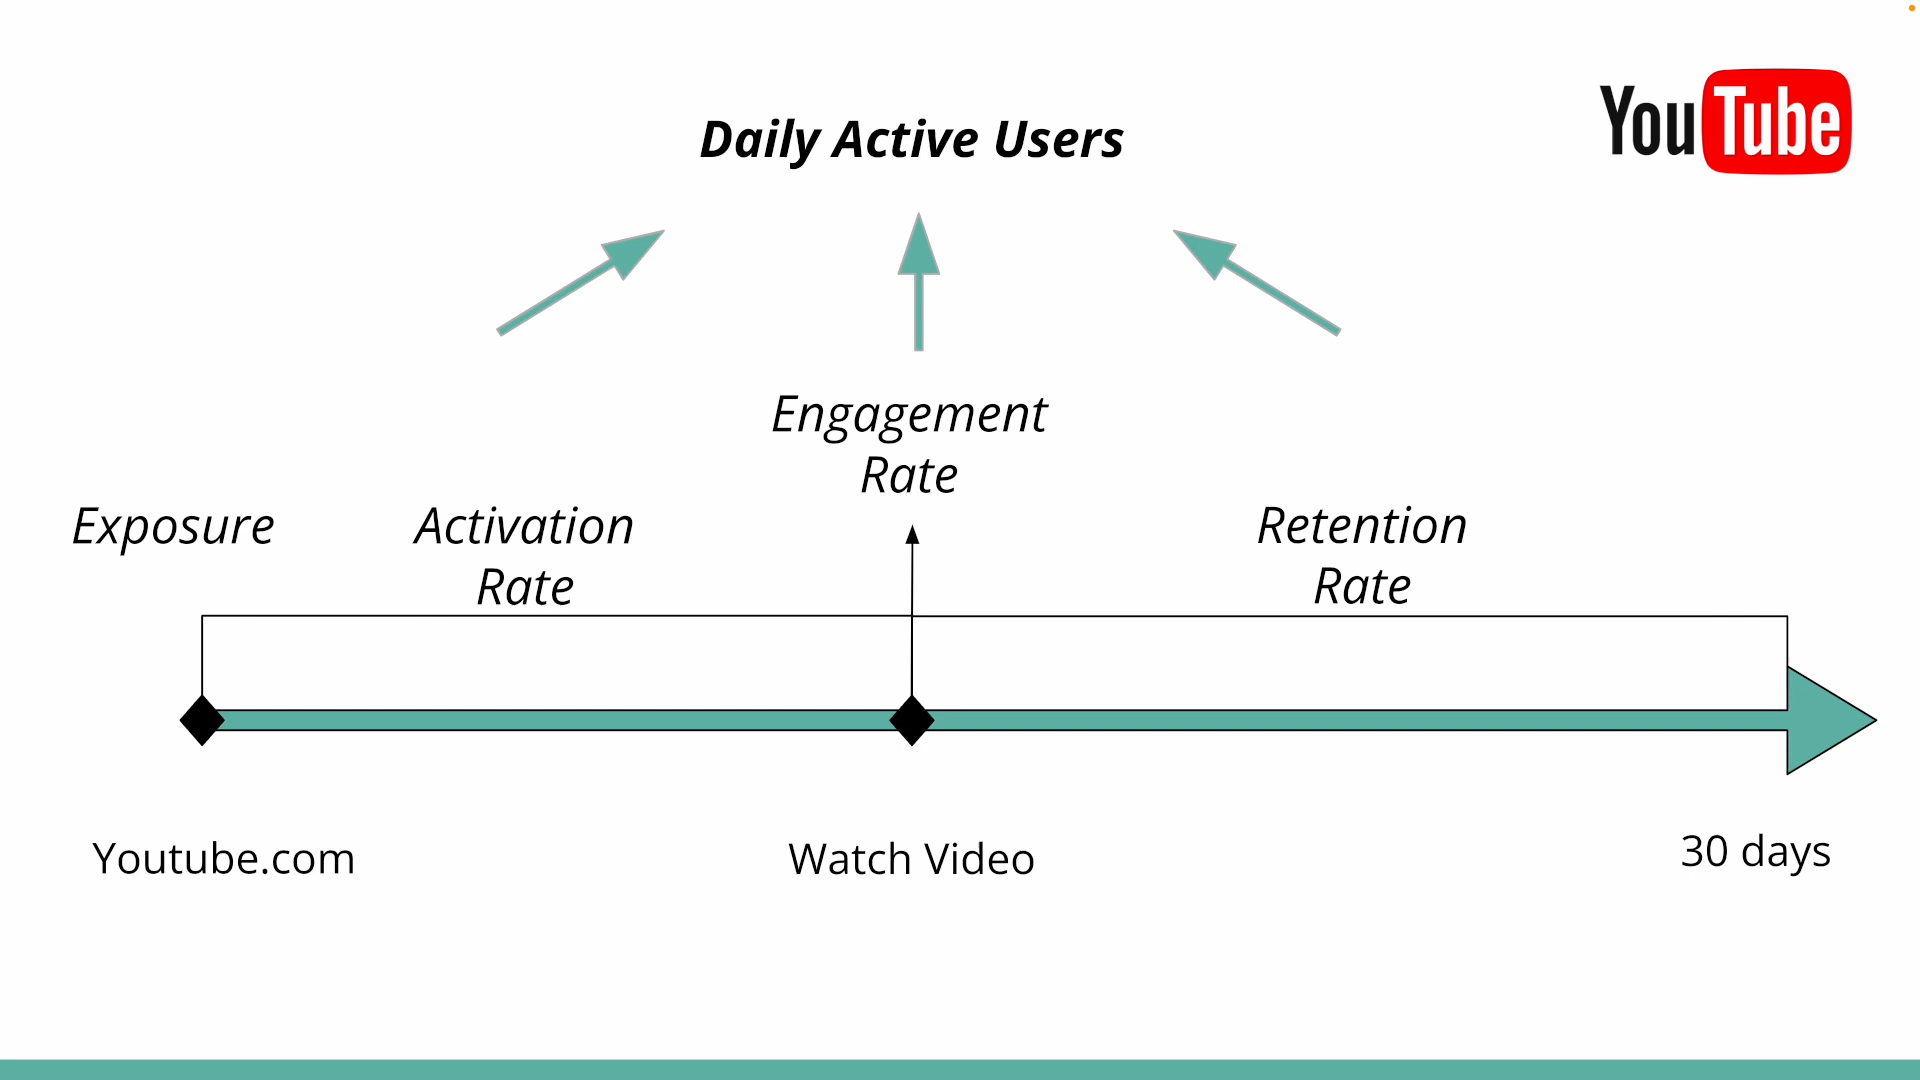 YouTube
Daily Active Users
Engagement
Rate
Exposure
Activation
Rate
Retention
Rate
Youtube.com
Watch Video
30 days